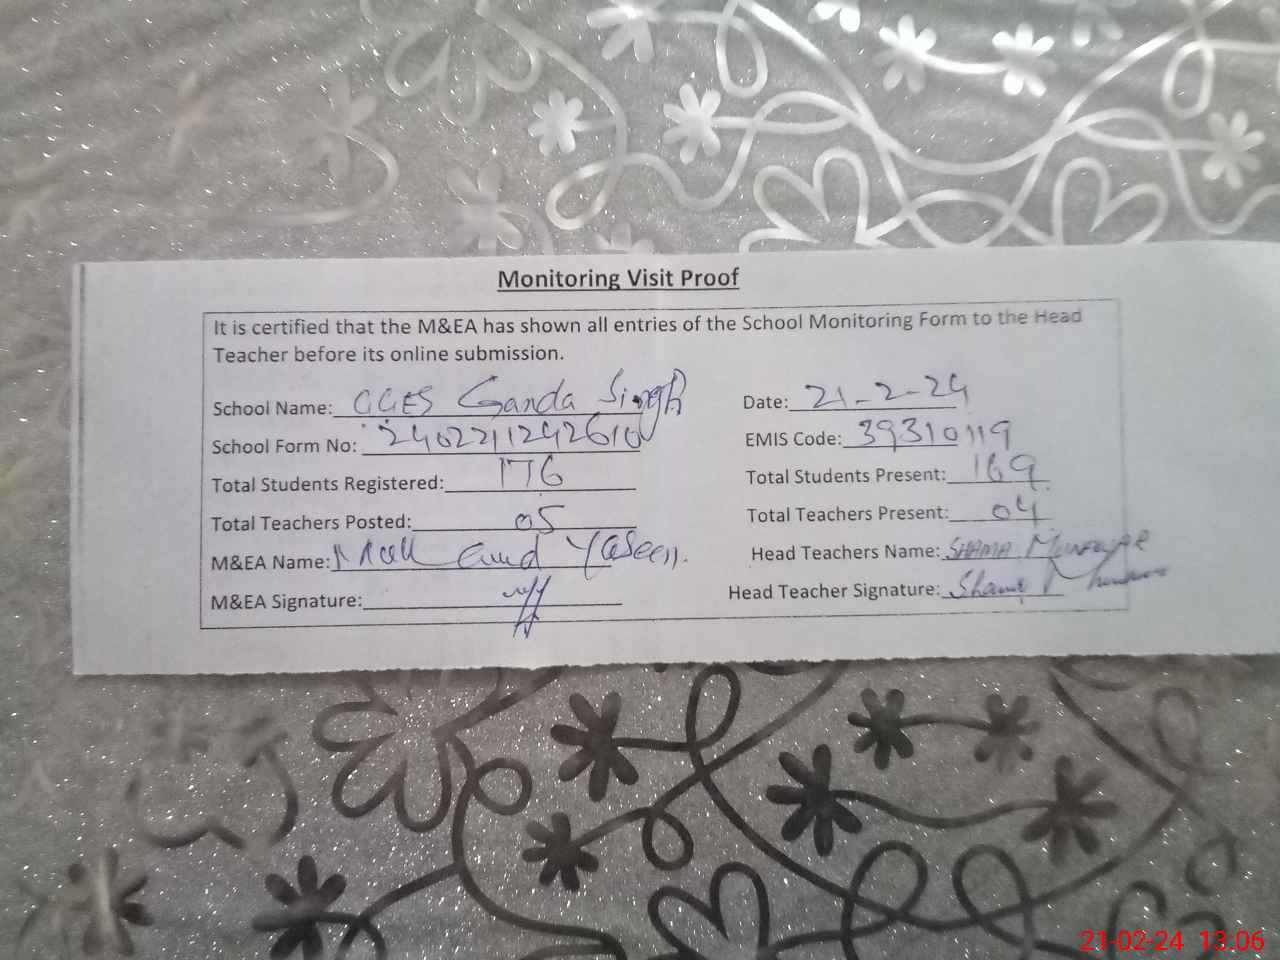 Monitoring Visit Proof
It is certified that the M&EA has shown all entries of the School Monitoring Form to the Head
Teacher before its online submission.
School Name: GGES Ganda Singh Date: 21-2-24
School Form No: 2402211242610 EMIS Code: 39310119
Total Students Registered: 176 Total Students Present: 169
Total Teachers Posted: 05 Total Teachers Present: 04
M&EA Name: Yaseen. Head Teachers Name: SHAMA MUNAWAR
M&EA Signature: Head Teacher Signature: Shama
21-02-24 13:06